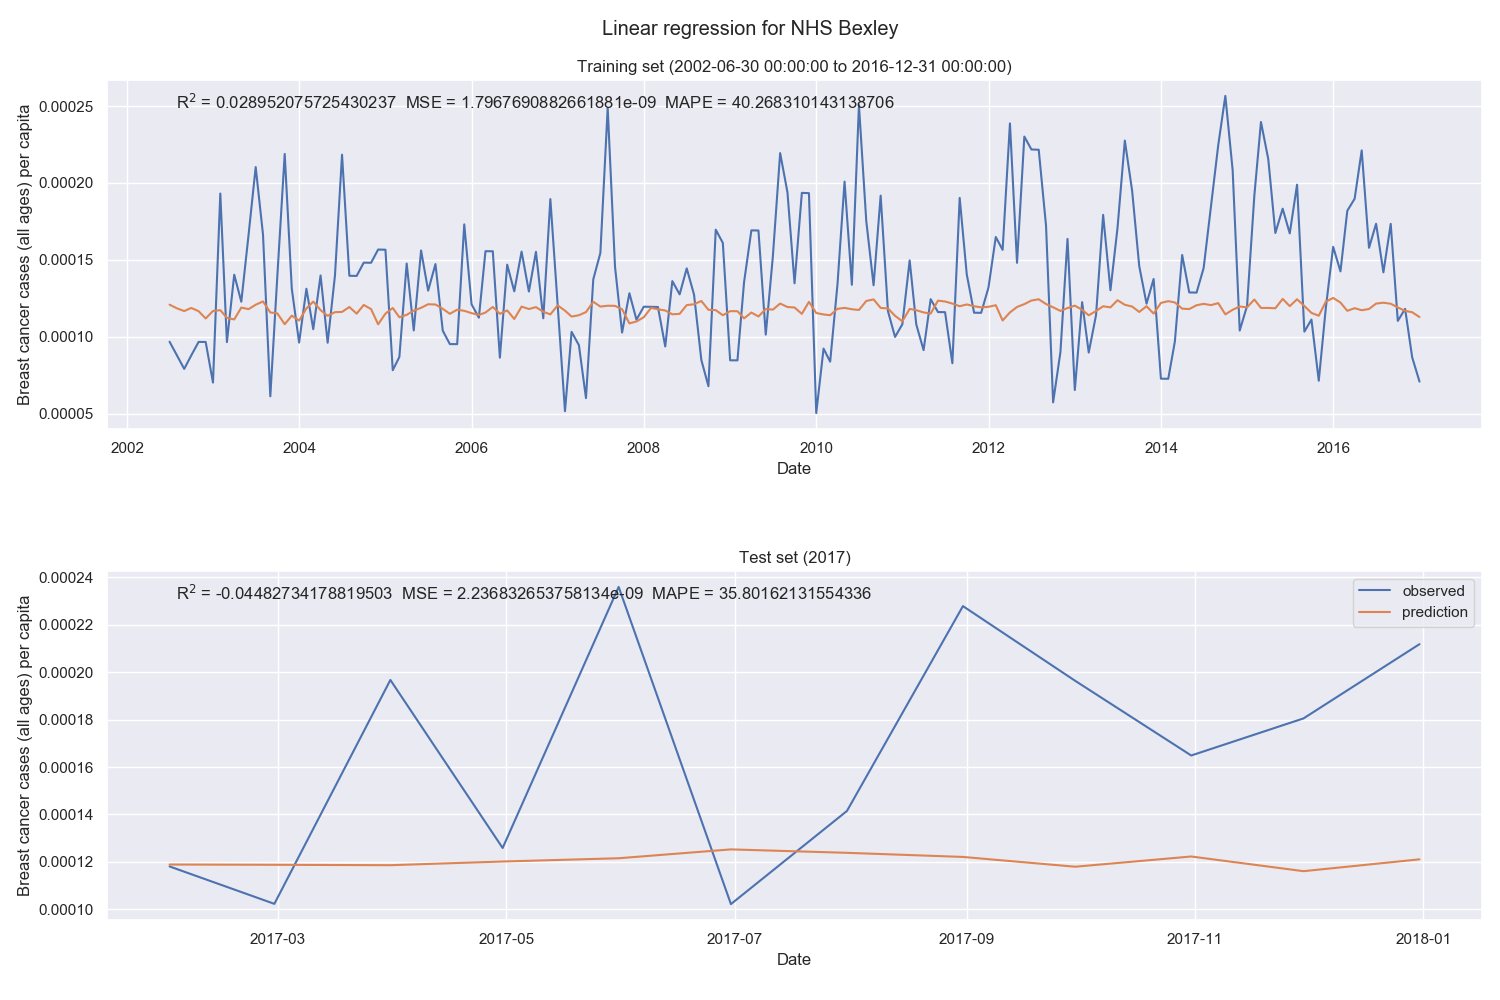 Linear regression for NHS Bexley
Training set (2002-06-30 00:00:00 to 2016-12-31 00:00:00)
R² = 0.028952075725430237 MSE = 1.7967690882661881e-09 MAPE = 40.268310143138706
Breast cancer cases (all ages) per capita
0.00025
0.00020
0.00015
0.00010
0.00005
2002 2004 2006 2008 2010 2012 2014 2016
Date
Test set (2017)
R² = -0.04482734178819503 MSE = 2.236832653758134e-09 MAPE = 35.80162131554336
observed
prediction
Breast cancer cases (all ages) per capita
0.00024
0.00022
0.00020
0.00018
0.00016
0.00014
0.00012
0.00010
2017-03 2017-05 2017-07 2017-09 2017-11 2018-01
Date